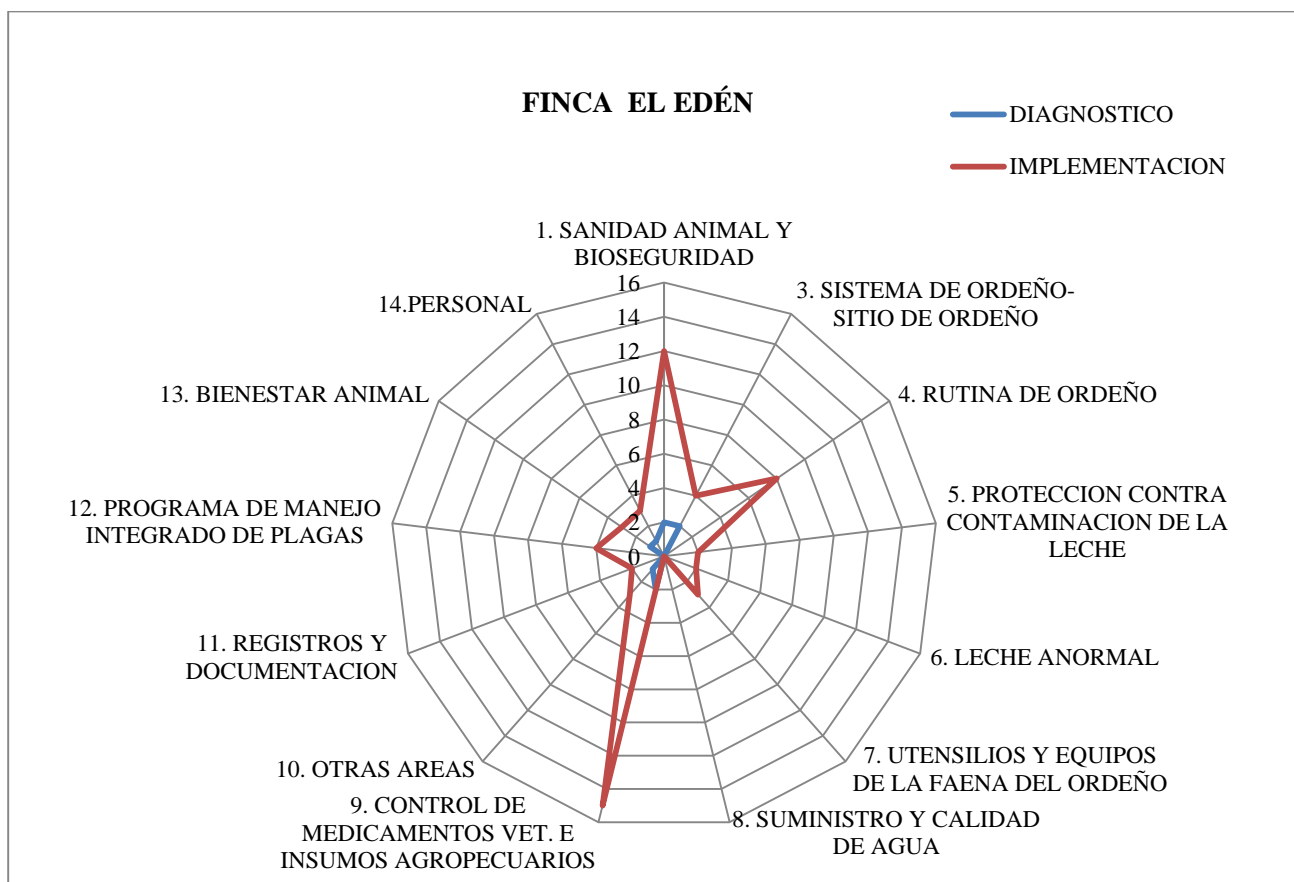 FINCA EL EDÉN
DIAGNOSTICO
IMPLEMENTACION
1. SANIDAD ANIMAL Y
BIOSEGURIDAD
3. SISTEMA DE ORDEÑO-
SITIO DE ORDEÑO
4. RUTINA DE ORDEÑO
5. PROTECCION CONTRA
CONTAMINACION DE LA
LECHE
6. LECHE ANORMAL
7. UTENSILIOS Y EQUIPOS
DE LA FAENA DEL ORDEÑO
8. SUMINISTRO Y CALIDAD
DE AGUA
9. CONTROL DE
MEDICAMENTOS VET. E
INSUMOS AGROPECUARIOS
10. OTRAS AREAS
11. REGISTROS Y
DOCUMENTACION
12. PROGRAMA DE MANEJO
INTEGRADO DE PLAGAS
13. BIENESTAR ANIMAL
14.PERSONAL
16
14
12
10
8
6
4
2
0